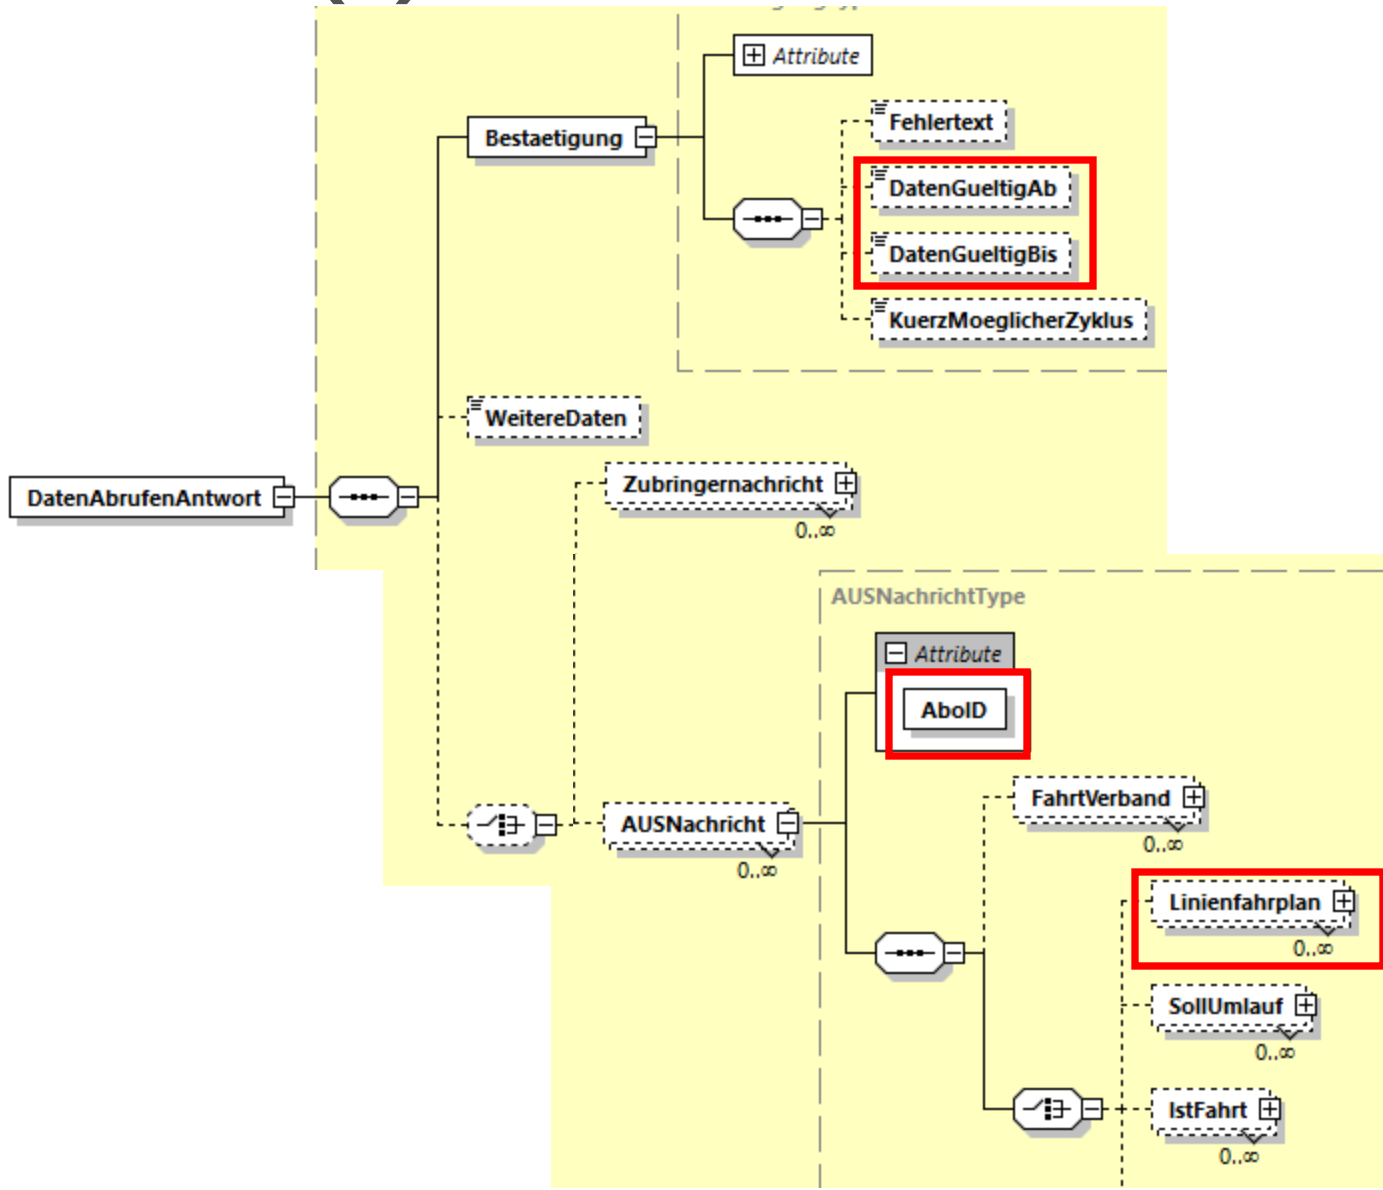 Attribute
Fehlertext
Bestaetigung
DatenGueltigAb
DatenGueltigBis
KuerzMoeglicherZyklus
WeitereDaten
Zubringernachricht
DatenAbrufenAntwort
0..∞
AUSNachrichtType
Attribute
AboID
FahrtVerband
AUSNachricht
0..∞
0..∞
Linienfahrplan
0..∞
SollUmlauf
0..∞
IstFahrt
0..∞